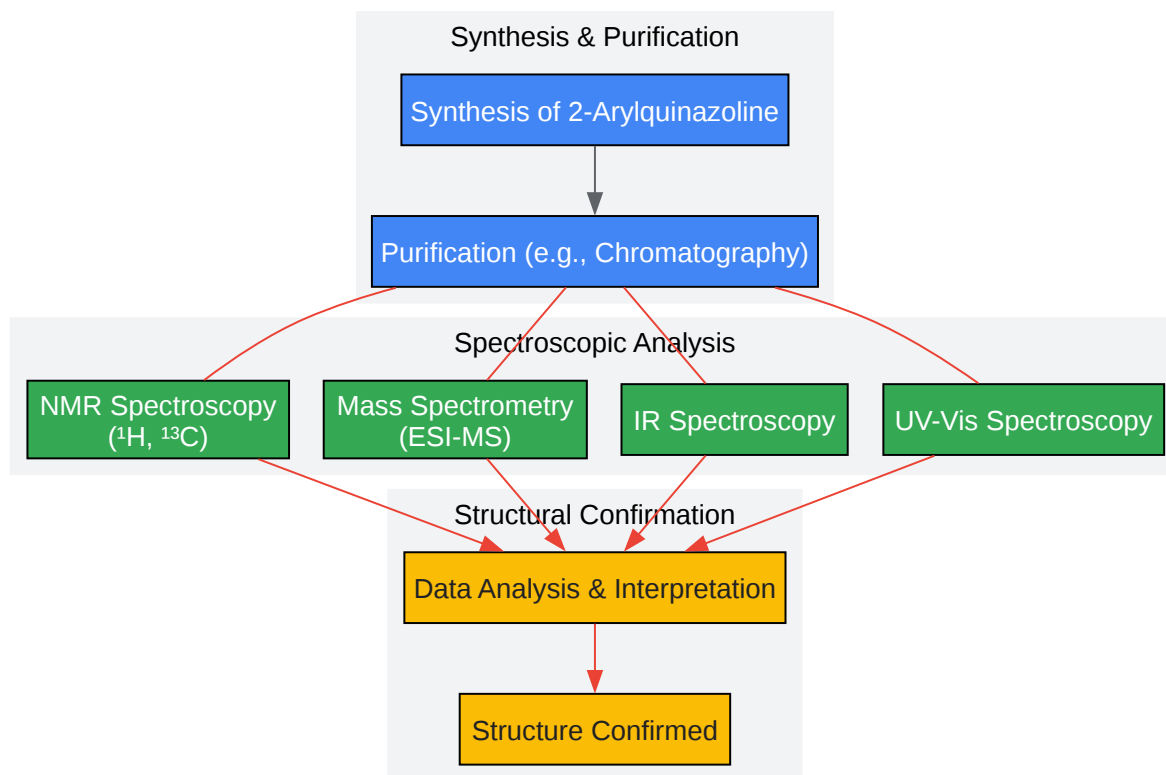 Synthesis & Purification
Synthesis of 2-Arylquinazoline
Purification (e.g., Chromatography)
Spectroscopic Analysis
NMR Spectroscopy
(¹H, ¹³C)
Mass Spectrometry
(ESI-MS)
IR Spectroscopy
UV-Vis Spectroscopy
Structural Confirmation
Data Analysis & Interpretation
Structure Confirmed